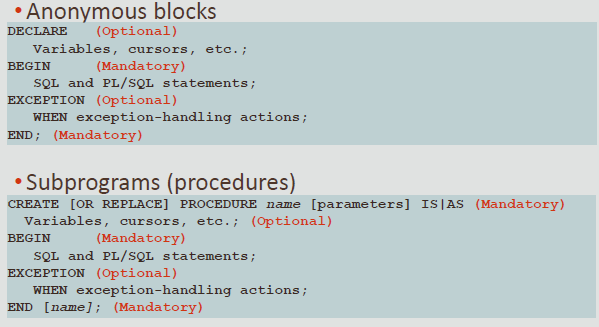 • Anonymous blocks
DECLARE (Optional)
Variables, cursors, etc.;
BEGIN (Mandatory)
SQL and PL/SQL statements;
EXCEPTION (Optional)
WHEN exception-handling actions;
END; (Mandatory)
• Subprograms (procedures)
CREATE [OR REPLACE] PROCEDURE name [parameters] IS|AS (Mandatory)
Variables, cursors, etc.; (Optional)
BEGIN (Mandatory)
SQL and PL/SQL statements;
EXCEPTION (Optional)
WHEN exception-handling actions;
END [name]; (Mandatory)